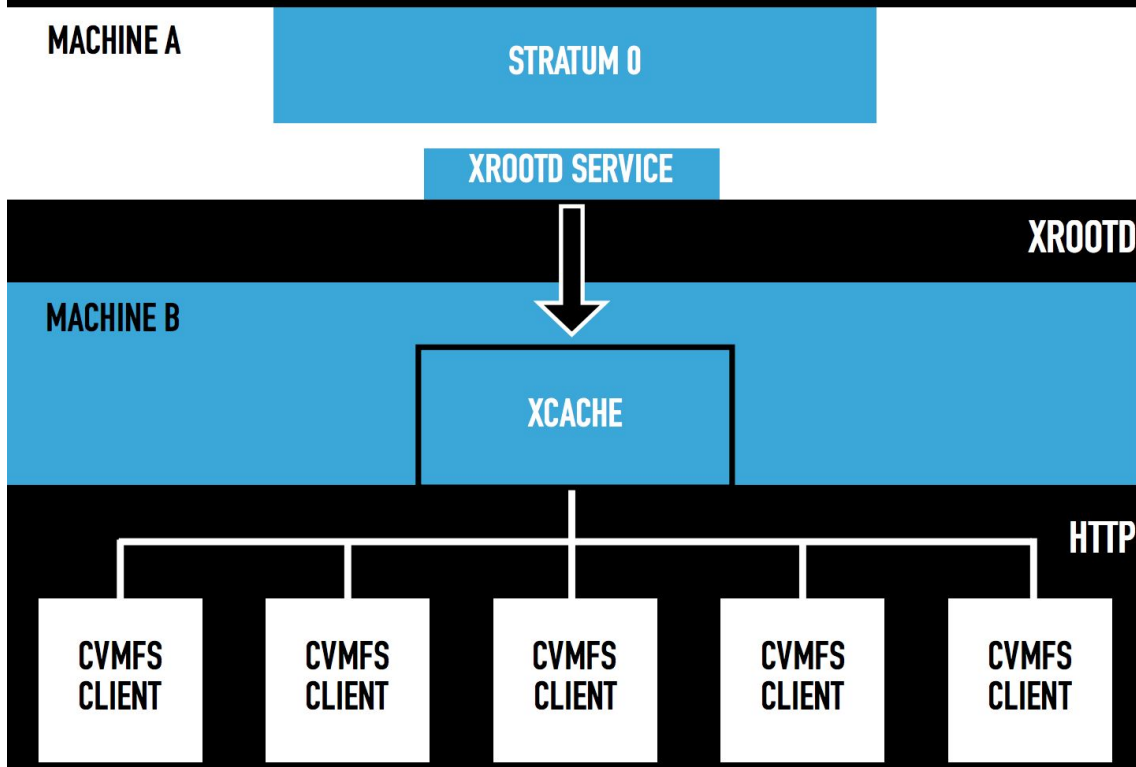 MACHINE A
STRATUM 0
XROOTD SERVICE
XROOTD
MACHINE B
XCACHE
HTTP
CVMFS
CLIENT
CVMFS
CLIENT
CVMFS
CLIENT
CVMFS
CLIENT
CVMFS
CLIENT